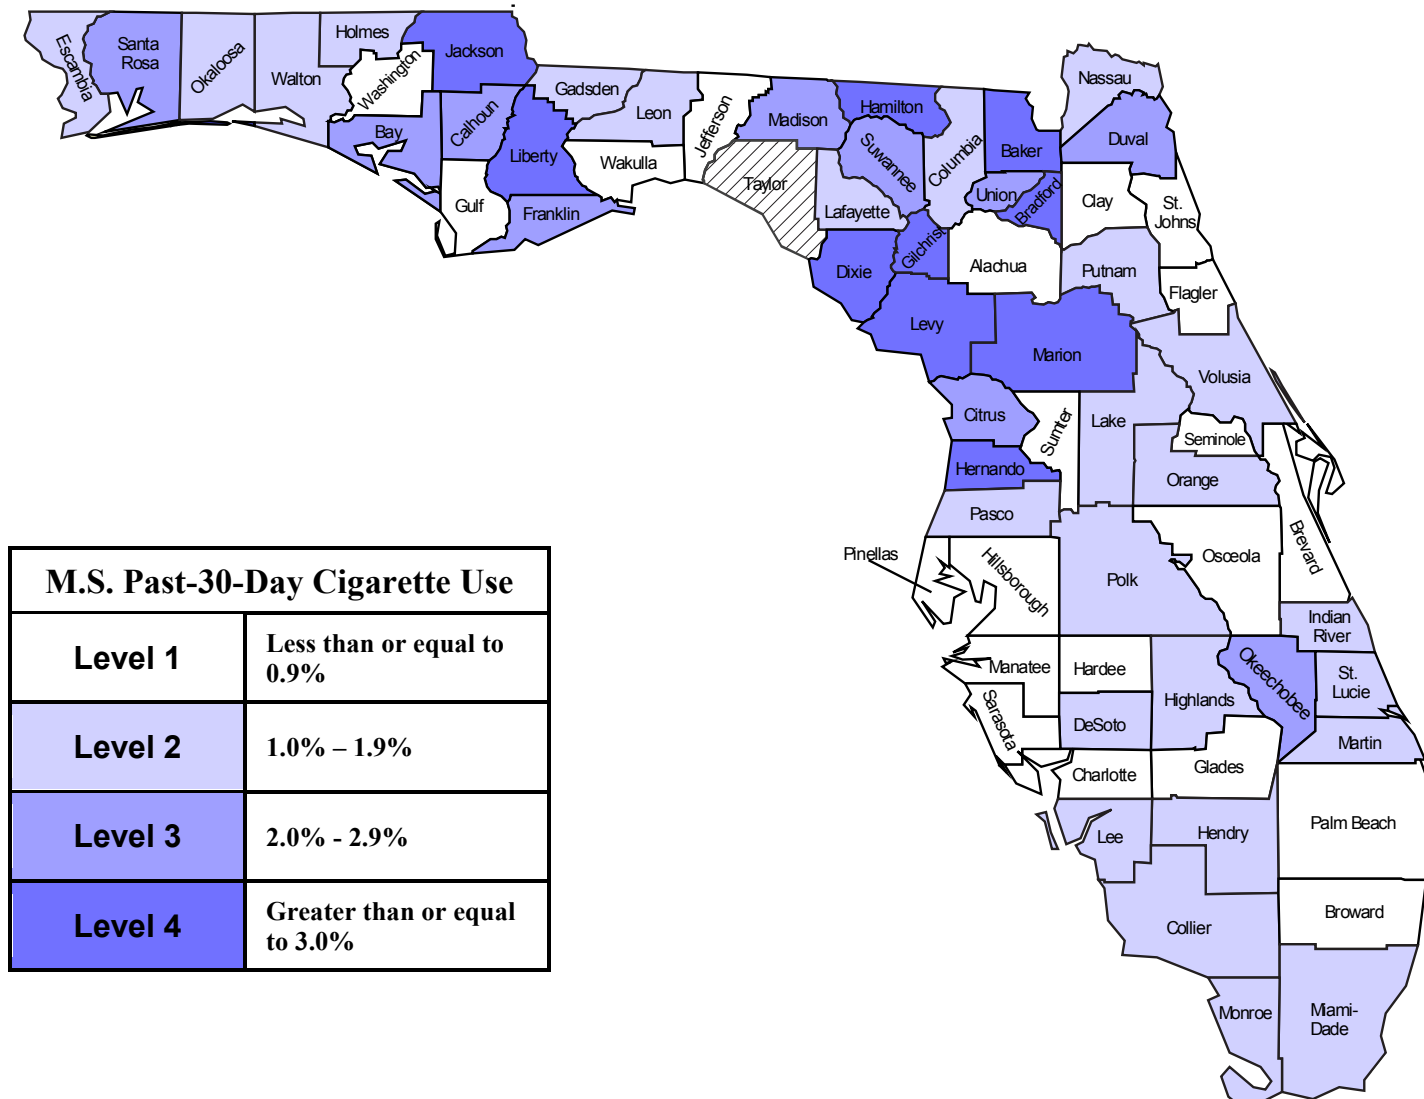 Escambia
Santa
Rosa
Okaloosa
Walton
Holmes
Washington
Jackson
Bay
Calhoun
Gulf
Liberty
Franklin
Gadsden
Leon
Wakulla
Jefferson
Madison
Taylor
Hamilton
Suwannee
Lafayette
Columbia
Baker
Union
Bradford
Nassau
Duval
Clay
St.
Johns
Dixie
Gilchrist
Alachua
Putnam
Flagler
Levy
Marion
Volusia
Citrus
Sumter
Lake
Seminole
Hernando
Orange
Pasco
Brevard
Pinellas
Hillsborough
Polk
Osceola
Indian
River
Manatee
Hardee
Highlands
Okeechobee
St.
Lucie
Sarasota
DeSoto
Martin
Charlotte
Glades
Lee
Hendry
Palm Beach
Collier
Broward
Monroe
Miami-
Dade
M.S. Past-30-Day Cigarette Use
Level 1
Less than or equal to
0.9%
Level 2
1.0% – 1.9%
Level 3
2.0% - 2.9%
Level 4
Greater than or equal
to 3.0%